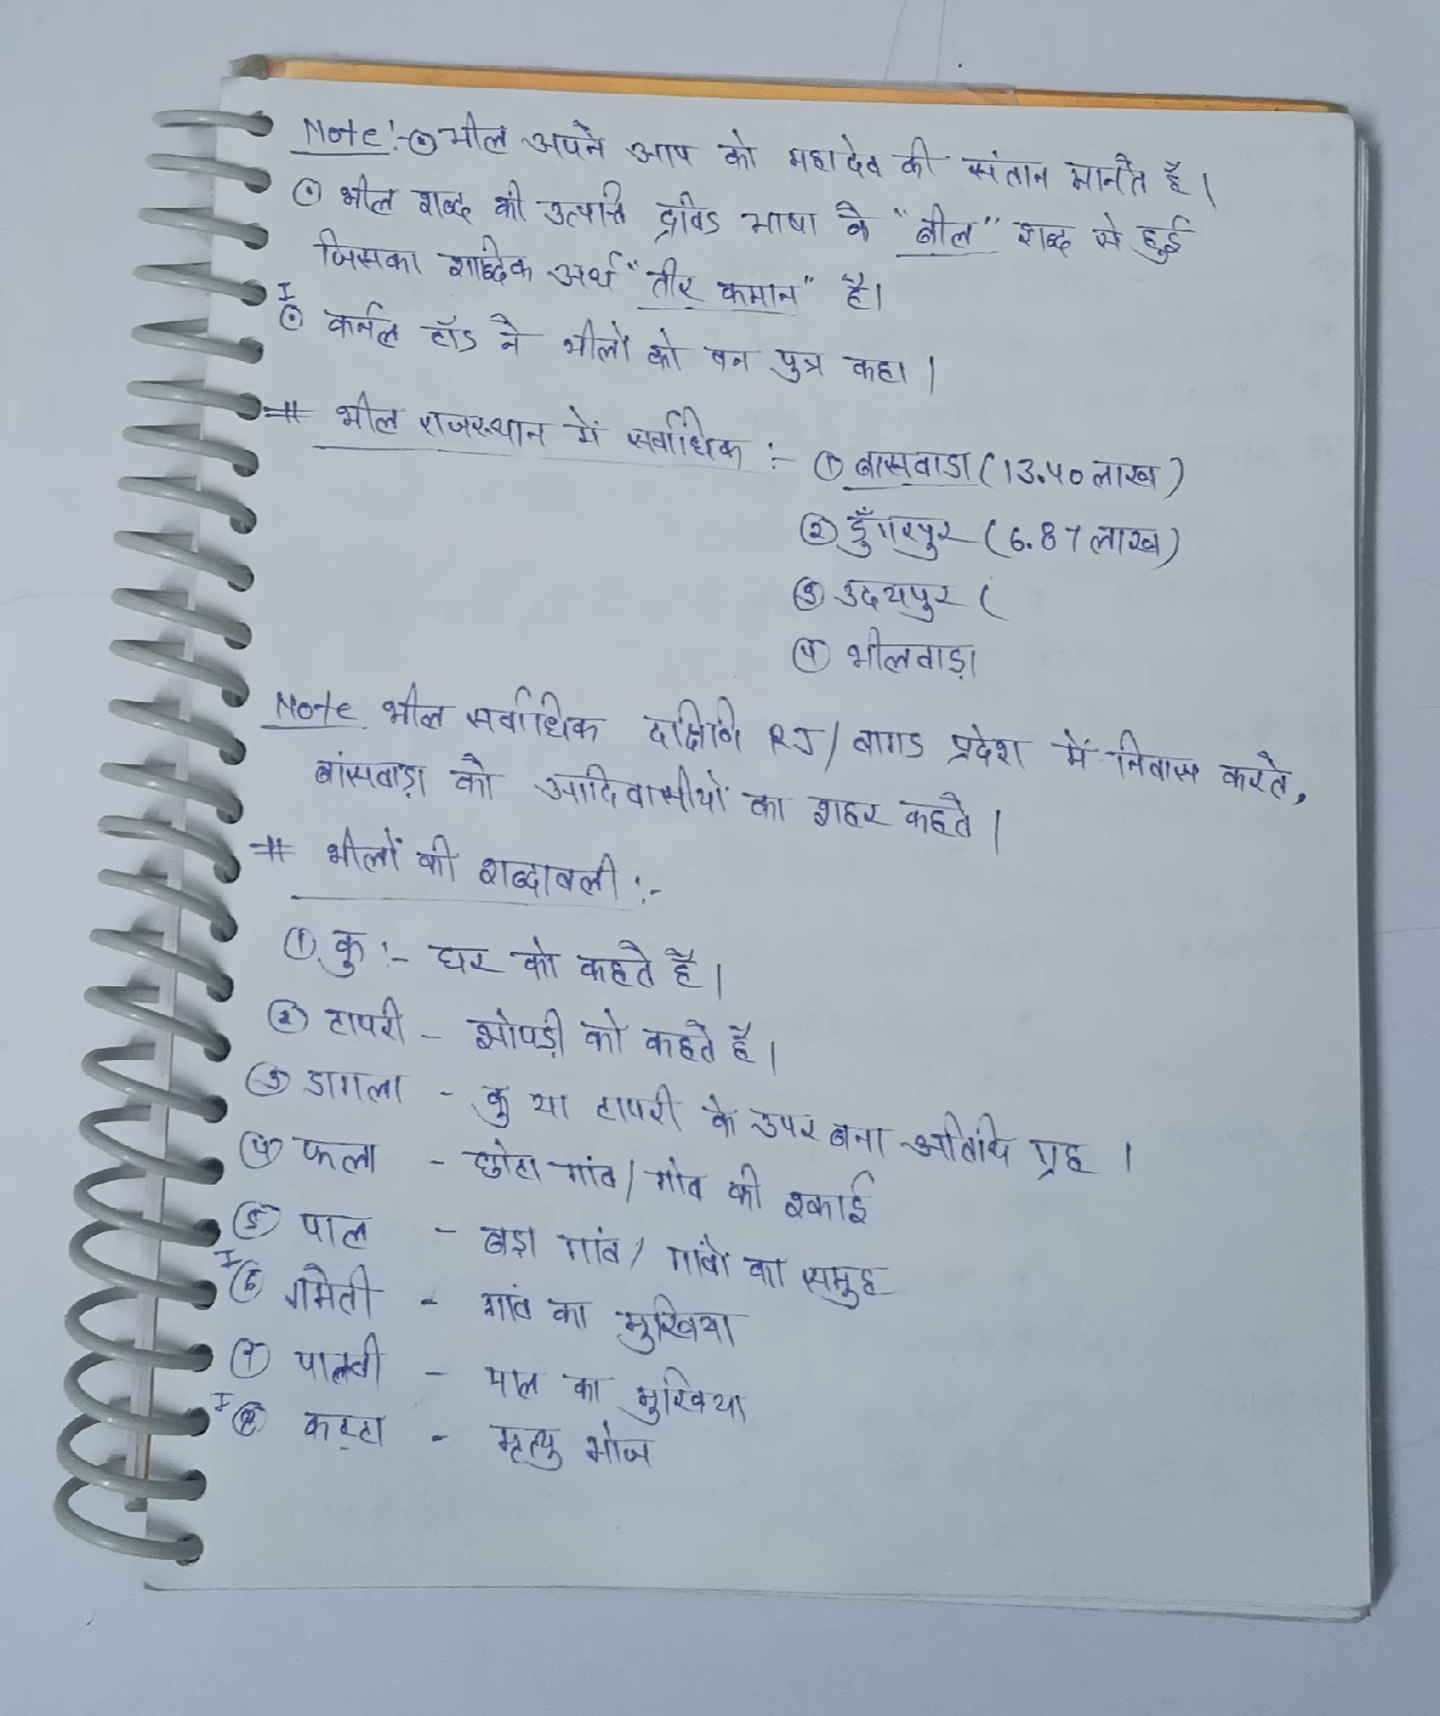 Note:- ⊙ भील अपने आप को महादेव की संतान मानते है।
⊙ भील शब्द की उत्पत्ति द्रविड भाषा के "बील" शब्द से हुई
जिसका शाब्दिक अर्थ "तीर कमान" है।
I ⊙ कर्नल टॉड ने भीलों को वन पुत्र कहा।
# भील राजस्थान में सर्वाधिक :- ① बासवाडा (13.40 लाख)
② डुँगरपुर (6.87 लाख)
③ उदयपुर (
④ भीलवाड़ा
Note भील सर्वाधिक दक्षिणि RJ/वागड प्रदेश में निवास करते,
बांसवाड़ा को आदिवासीयों का शहर कहते।
# भीलों की शब्दावली :-
① कु :- घर को कहते है।
② टापरी - झोपड़ी को कहते है।
③ डागला - कु या टापरी के उपर बना अतिथि ग्रह।
④ फला - छोटा गांव/गांव की इकाई
⑤ पाल - बड़ा गांव/गांवो का समुह
I ⑥ गमेती - गांव का मुखिया
⑦ पालवी - पाल का मुखिया
I ⑧ कट्टा - मृत्यु भोज